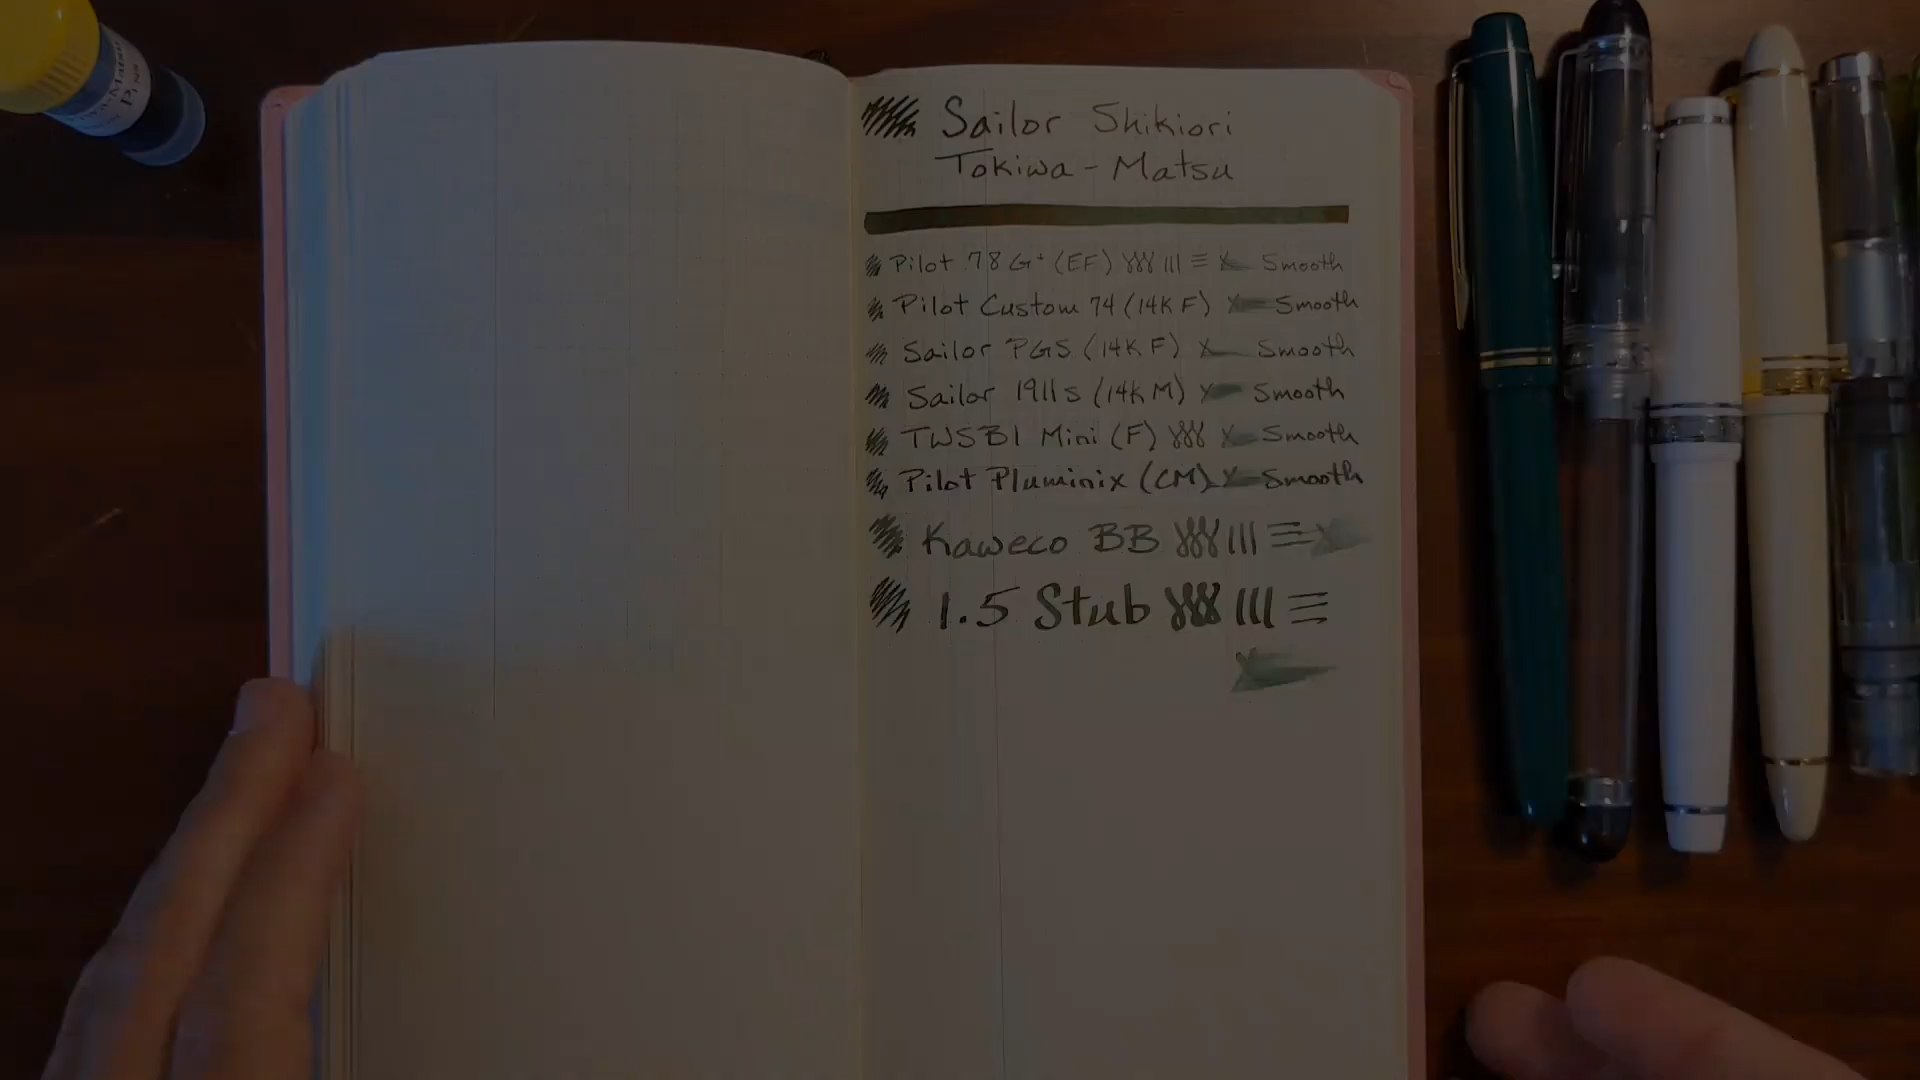 Sailor Shikiori
Tokiwa-Matsu
Pilot 78G+ (EF) X Smooth
Pilot Custom 74 (14K F) X Smooth
Sailor PGS (14K F) X Smooth
Sailor 1911s (14K M) X Smooth
TWSBI Mini (F) X Smooth
Pilot Pluminix (CM) X Smooth
Kaweco BB X
1.5 Stub
X